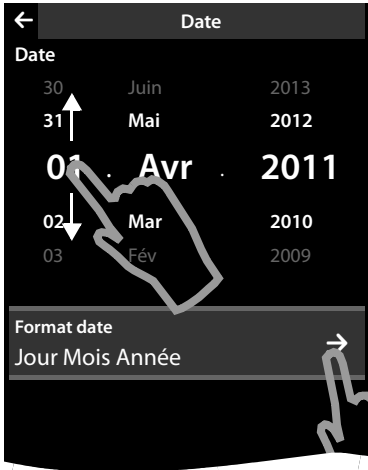 Date
Date
30 Juin 2013
31 Mai 2012
01 . Avr . 2011
02 Mar 2010
03 Fév 2009
Format date
Jour Mois Année